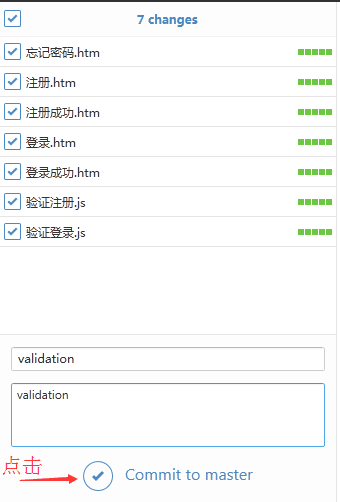 7 changes
忘记密码.htm
注册.htm
注册成功.htm
登录.htm
登录成功.htm
验证注册.js
验证登录.js
validation
validation
点击
Commit to master